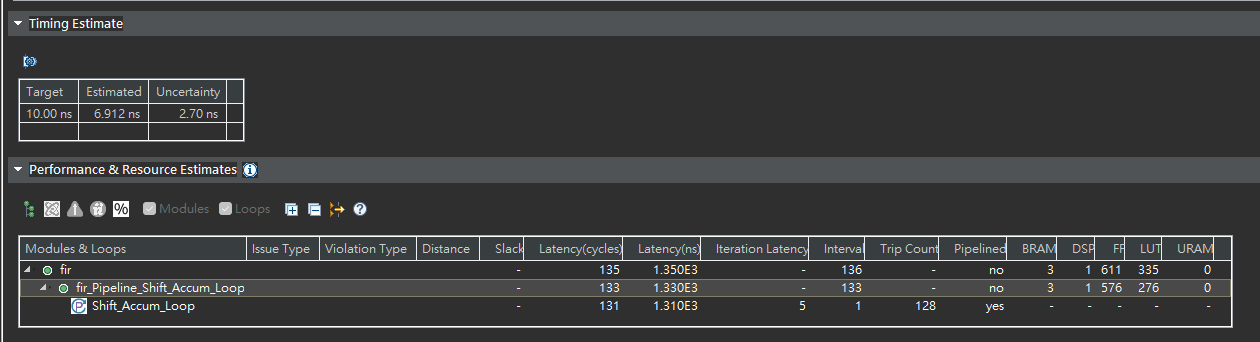 Timing Estimate
Target Estimated Uncertainty
10.00 ns 6.912 ns 2.70 ns
Performance & Resource Estimates
% Modules Loops
Modules & Loops Issue Type Violation Type Distance Slack Latency(cycles) Latency(ns) Iteration Latency Interval Trip Count Pipelined BRAM DSP FF LUT URAM
fir - 135 1.350E3 - 136 - no 3 1 611 335 0
fir_Pipeline_Shift_Accum_Loop - 133 1.330E3 - 133 - no 3 1 576 276 0
Shift_Accum_Loop - 131 1.310E3 5 1 128 yes - - - - -